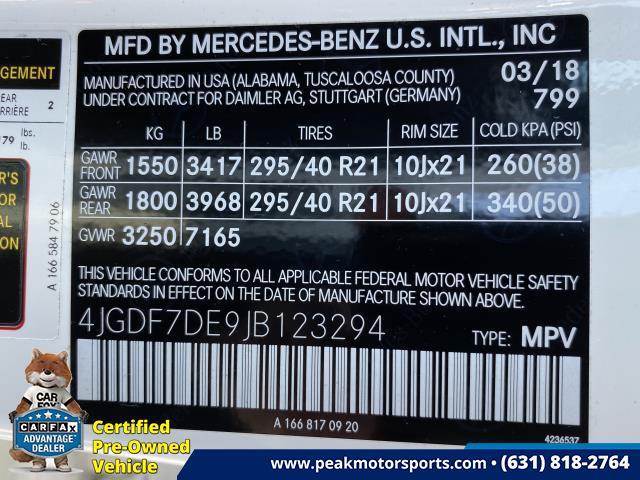 MFD BY MERCEDES-BENZ U.S. INTL., INC
MANUFACTURED IN USA (ALABAMA, TUSCALOOSA COUNTY) 03/18
UNDER CONTRACT FOR DAIMLER AG, STUTTGART (GERMANY) 799
KG LB TIRES RIM SIZE COLD KPA (PSI)
GAWR FRONT 1550 3417 295/40 R21 10Jx21 260(38)
GAWR REAR 1800 3968 295/40 R21 10Jx21 340(50)
GVWR 3250 7165
THIS VEHICLE CONFORMS TO ALL APPLICABLE FEDERAL MOTOR VEHICLE SAFETY
STANDARDS IN EFFECT ON THE DATE OF MANUFACTURE SHOWN ABOVE.
4JGDF7DE9JB123294 TYPE: MPV
A 166 817 09 20
4236537
A 166 584 79 06
2
179 lbs.
lb.
CAR FOX
CARFAX
ADVANTAGE
DEALER
Certified
Pre-Owned
Vehicle
www.peakmotorsports.com • (631) 818-2764